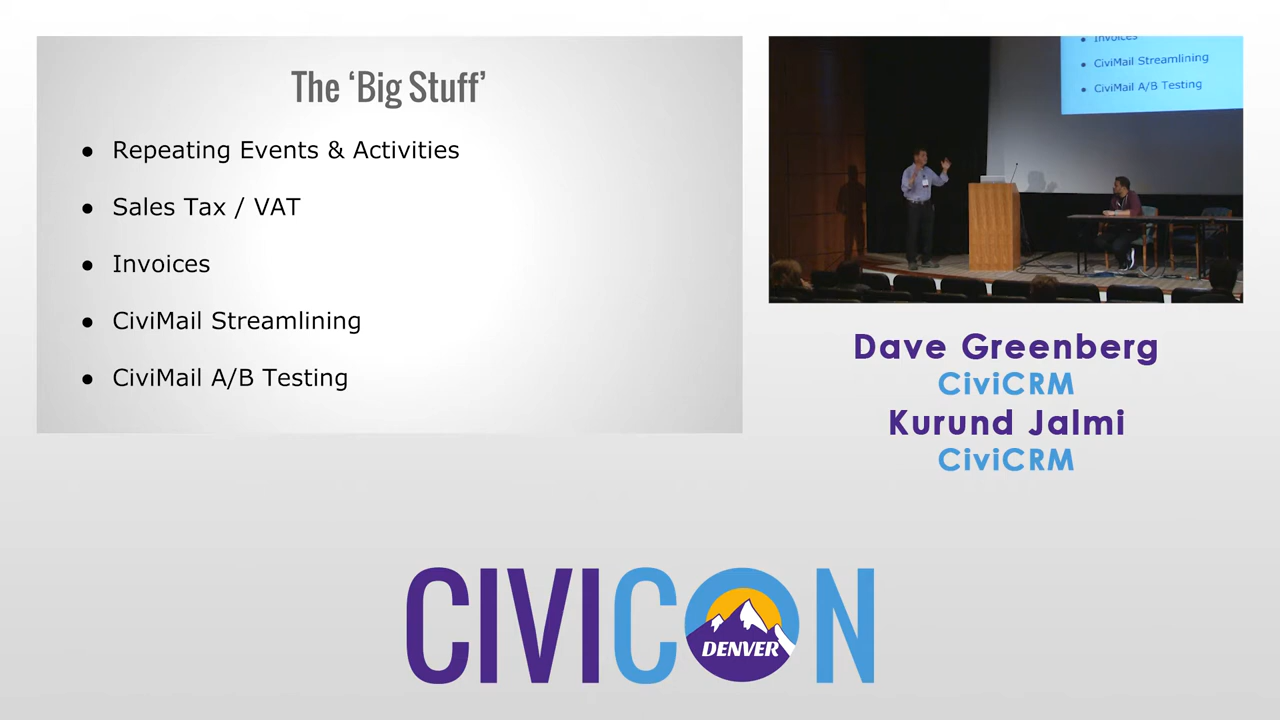 The ‘Big Stuff’
● Repeating Events & Activities
● Sales Tax / VAT
● Invoices
● CiviMail Streamlining
● CiviMail A/B Testing
● Invoices
● CiviMail Streamlining
● CiviMail A/B Testing
Dave Greenberg
CiviCRM
Kurund Jalmi
CiviCRM
CIVICON
DENVER